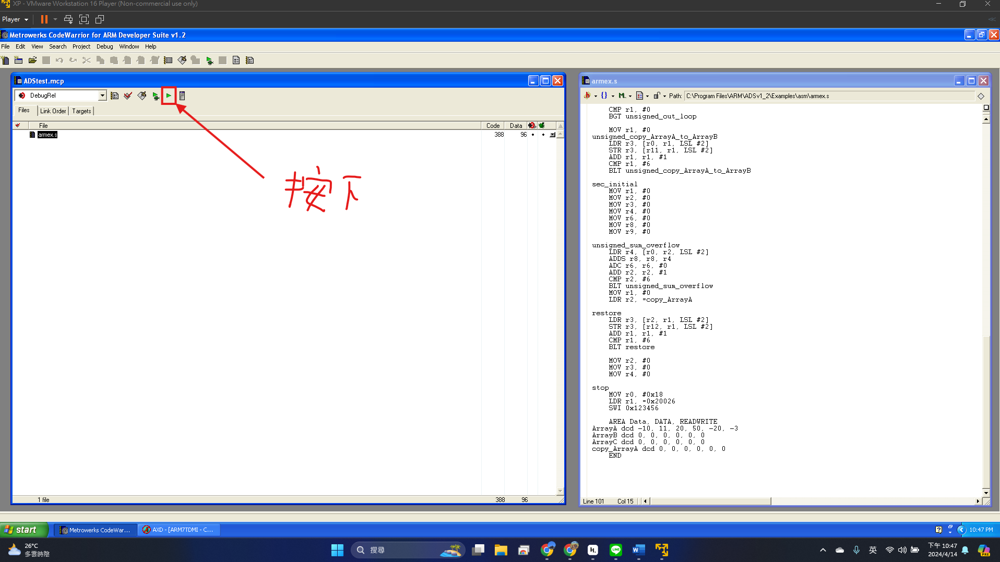 XP - VMware Workstation 16 Player (Non-commercial use only)
Player
Metrowerks CodeWarrior for ARM Developer Suite v1.2
File Edit View Search Project Debug Window Help
ADStest.mcp
DebugRel
Files Link Order Targets
File Code Data
armex.s 388 96
按下
1 file 388 96
armex.s
Path: C:\Program Files\ARM\ADSv1_2\Examples\asm\armex.s
CMP r1, #0
BGT unsigned_out_loop
MOV r1, #0
unsigned_copy_ArrayA_to_ArrayB
LDR r3, [r0, r1, LSL #2]
STR r3, [r11, r1, LSL #2]
ADD r1, r1, #1
CMP r1, #6
BLT unsigned_copy_ArrayA_to_ArrayB
sec_initial
MOV r1, #0
MOV r2, #0
MOV r3, #0
MOV r4, #0
MOV r6, #0
MOV r8, #0
MOV r9, #0
unsigned_sum_overflow
LDR r4, [r0, r2, LSL #2]
ADDS r8, r8, r4
ADC r6, r6, #0
ADD r2, r2, #1
CMP r2, #6
BLT unsigned_sum_overflow
MOV r1, #0
LDR r2, =copy_ArrayA
restore
LDR r3, [r2, r1, LSL #2]
STR r3, [r12, r1, LSL #2]
ADD r1, r1, #1
CMP r1, #6
BLT restore
MOV r2, #0
MOV r3, #0
MOV r4, #0
stop
MOV r0, #0x18
LDR r1, =0x20026
SWI 0x123456
AREA Data, DATA, READWRITE
ArrayA dcd -10, 11, 20, 50, -20, -3
ArrayB dcd 0, 0, 0, 0, 0, 0
ArrayC dcd 0, 0, 0, 0, 0, 0
copy_ArrayA dcd 0, 0, 0, 0, 0, 0
END
Line 101 Col 15
start Metrowerks CodeWar... AXD - [ARM7TDMI - C... 10:47 PM
26°C
多雲時陰
搜尋
英
下午 10:47
2024/4/14